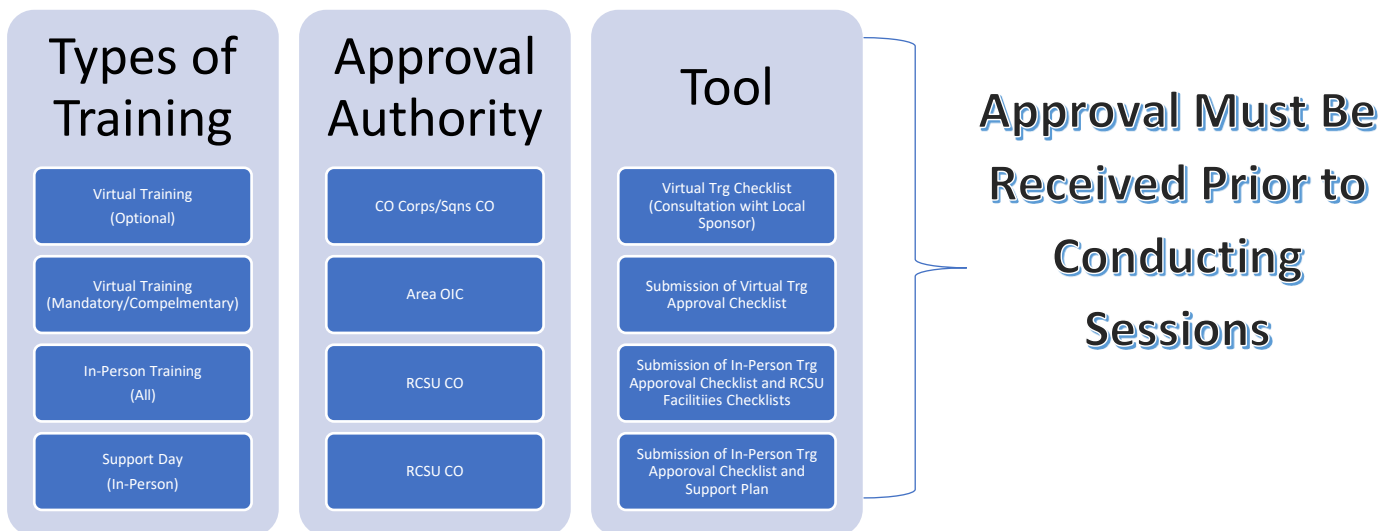 Types of
Training
Virtual Training
(Optional)
Virtual Training
(Mandatory/Compelmentary)
In-Person Training
(All)
Support Day
(In-Person)
Approval
Authority
CO Corps/Sqns CO
Area OIC
RCSU CO
RCSU CO
Tool
Virtual Trg Checklist
(Consultation wiht Local
Sponsor)
Submission of Virtual Trg
Approval Checklist
Submission of In-Person Trg
Apporoval Checklist and RCSU
Facilitiies Checklists
Submission of In-Person Trg
Apporoval Checklist and
Support Plan
Approval Must Be
Received Prior to
Conducting
Sessions